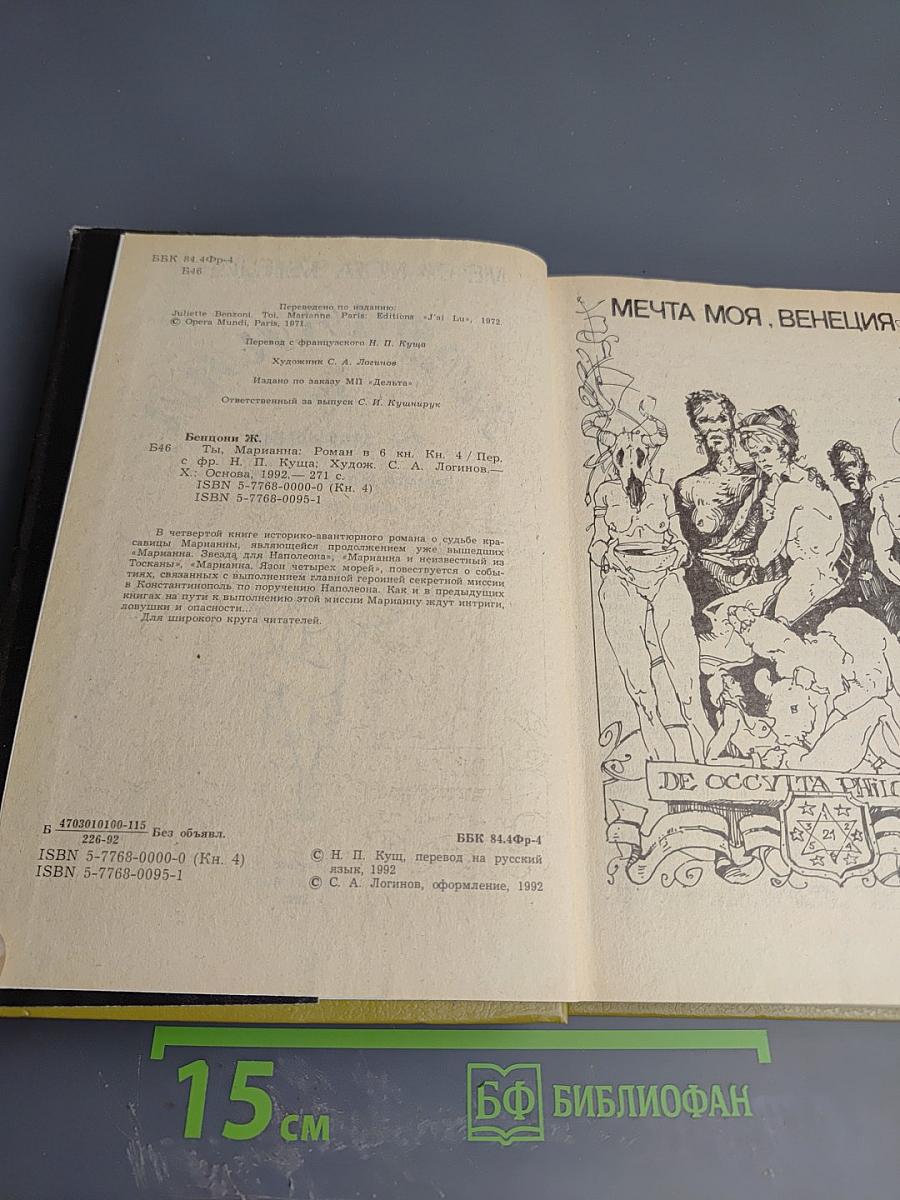 ББК 84.4Фр-4
Б46
Переведено по изданию:
Juliette Benzoni. Toi, Marianne. Paris: Editions «J'ai Lu», 1972.
© Opera Mundi, Paris, 1971.
Перевод с французского Н. П. Куща
Художник С. А. Логинов
Издано по заказу МП «Дельта»
Ответственный за выпуск С. И. Кушнирук
Бенцони Ж.
Б46 Ты, Марианна: Роман в 6 кн. Кн. 4 / Пер.
с фр. Н. П. Куща; Худож. С. А. Логинов.—
Х.: Основа, 1992.— 271 с.
ISBN 5-7768-0000-0 (Кн. 4)
ISBN 5-7768-0095-1
В четвертой книге историко-авантюрного романа о судьбе кра-
савицы Марианны, являющейся продолжением уже вышедших
«Марианна. Звезда для Наполеона», «Марианна и неизвестный из
Тосканы», «Марианна. Язон четырех морей», повествуется о собы-
тиях, связанных с выполнением главной героиней секретной миссии
в Константинополь по поручению Наполеона. Как и в предыдущих
книгах на пути к выполнению этой миссии Марианну ждут интриги,
ловушки и опасности...
Для широкого круга читателей.
Б 4703010100-115 Без объявл.
226-92
ББК 84.4Фр-4
ISBN 5-7768-0000-0 (Кн. 4)
ISBN 5-7768-0095-1
© Н. П. Кущ, перевод на русский
язык, 1992
© С. А. Логинов, оформление, 1992
МЕЧТА МОЯ, ВЕНЕЦИЯ
DE OCCULTA PHILO
21
15 см
БФ БИБЛИОФАН